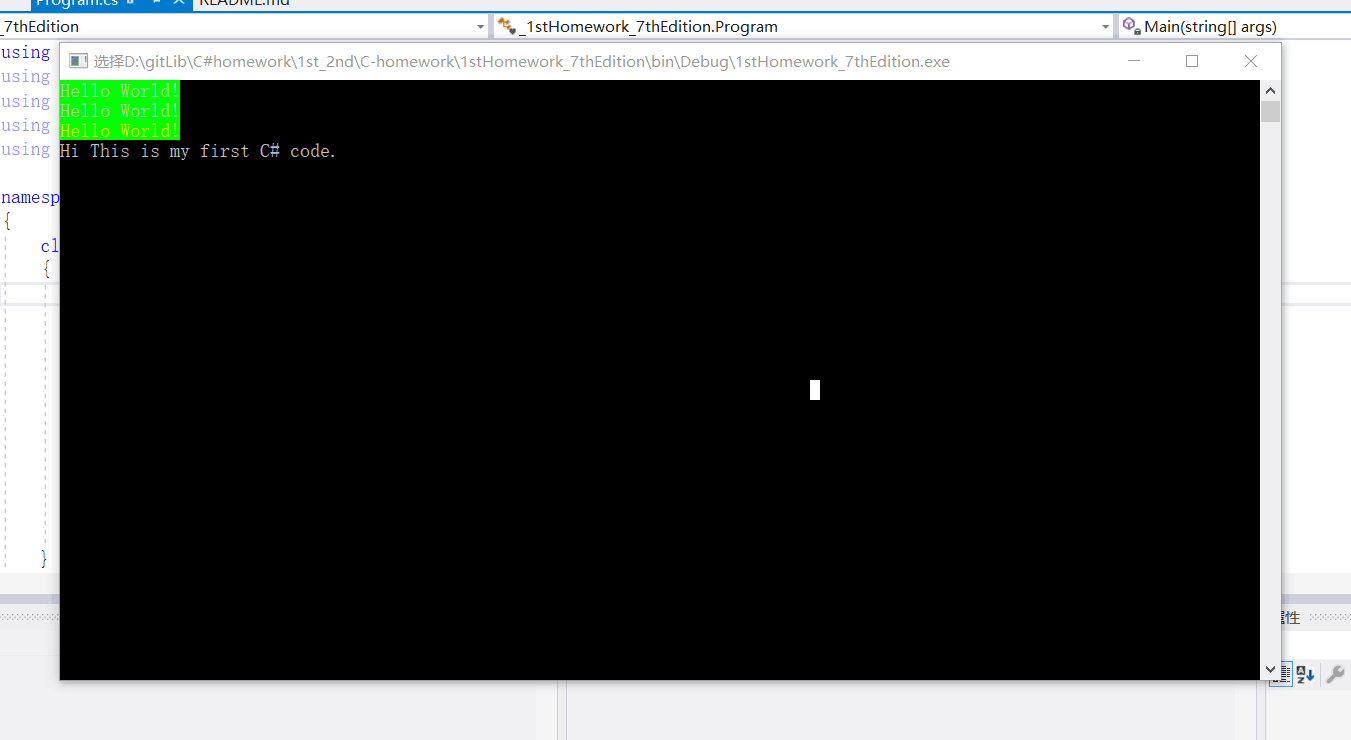 Program.cs README.md
_7thEdition _1stHomework_7thEdition.Program Main(string[] args)
选择D:\gitLib\C#homework\1st_2nd\C-homework\1stHomework_7thEdition\bin\Debug\1stHomework_7thEdition.exe
using
using
using
using
using
namesp
{
cl
{
}
Hello World!
Hello World!
Hello World!
Hi This is my first C# code.
属性